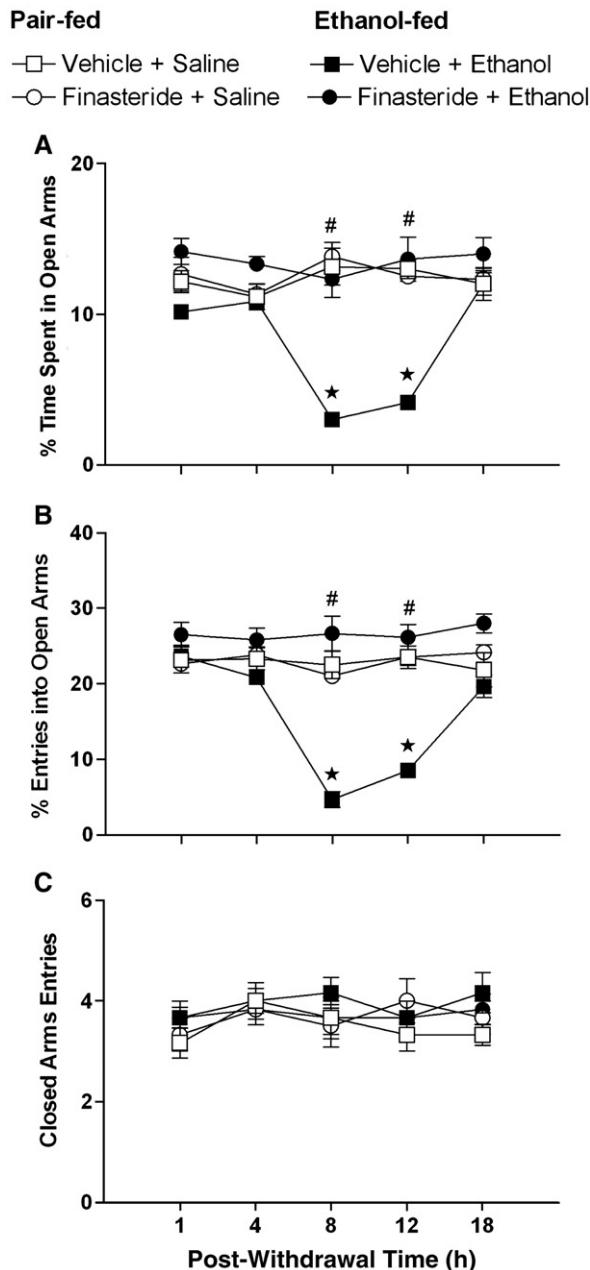 Pair-fed Ethanol-fed
Vehicle + Saline Vehicle + Ethanol
Finasteride + Saline Finasteride + Ethanol
A
% Time Spent in Open Arms
20
10
0
# #
★ ★
B
% Entries into Open Arms
40
30
20
10
0
# #
★ ★
C
Closed Arms Entries
6
4
2
0
1 4 8 12 18
Post-Withdrawal Time (h)